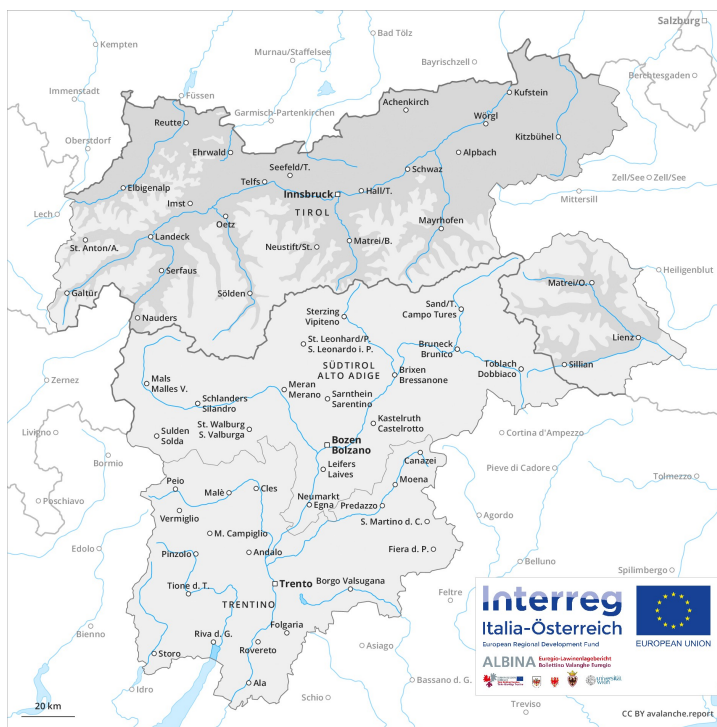 Salzburg
Kempten
Bad Tölz
Murnau/Staffelsee
Bayrischzell
Berchtesgaden
Immenstadt
Füssen
Garmisch-Partenkirchen
Achenkirch
Kufstein
Reutte
Wörgl
Oberstdorf
Ehrwald
Kitzbühel
Alpbach
Seefeld/T.
Schwaz
Telfs
Zell/See
Zell/See
Elbigenalp
Innsbruck
Hall/T.
Mittersill
Imst
TIROL
Lech
Oetz
Mayrhofen
St. Anton/A.
Landeck
Neustift/St.
Matrei/B.
Serfaus
Heiligenblut
Matrei/O.
Galtür
Sölden
Nauders
Sterzing
Vipiteno
Sand/T.
Campo Tures
Lienz
St. Leonhard/P.
S. Leonardo i. P.
Bruneck
Brunico
SÜDTIROL
ALTO ADIGE
Brixen
Bressanone
Toblach
Dobbiaco
Sillian
Zernez
Mals
Malles V.
Meran
Merano
Schlanders
Silandro
Sarnthein
Sarentino
Kastelruth
Castelrotto
Livigno
Sulden
Solda
St. Walburg
S. Valburga
Bozen
Bolzano
Cortina d'Ampezzo
Bormio
Canazei
Pieve di Cadore
Leifers
Laives
Tolmezzo
Poschiavo
Peio
Malè
Cles
Moena
Neumarkt
Egna
Predazzo
Vermiglio
Agordo
S. Martino d. C.
M. Campiglio
Edolo
Pinzolo
Andalo
Fiera d. P.
Belluno
Spilimbergo
Tione d. T.
Trento
Borgo Valsugana
Feltre
TRENTINO
Bienno
Folgaria
Riva d. G.
Rovereto
Asiago
Storo
Bassano d. G.
Ala
Idro
Schio
Treviso
20 km
Interreg
Italia-Österreich
European Regional Development Fund
EUROPEAN UNION
ALBINA
Euregio-Lawinenlagebericht
Bollettino Valanghe Euregio
universität
wien
CC BY avalanche.report